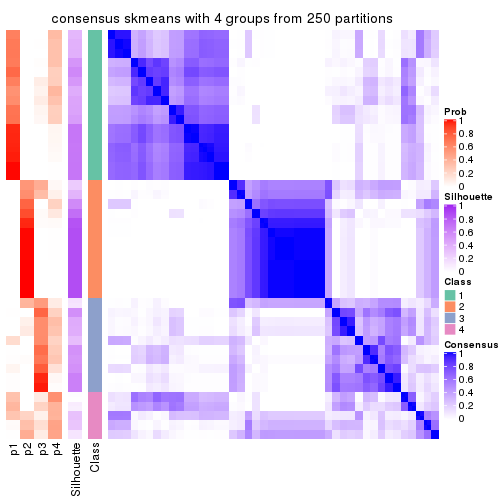 consensus skmeans with 4 groups from 250 partitions
Prob
1
0.8
0.6
0.4
0.2
0
Silhouette
1
0.8
0.6
0.4
0.2
0
Class
1
2
3
4
Consensus
1
0.8
0.6
0.4
0.2
0
p1
p2
p3
p4
Silhouette
Class